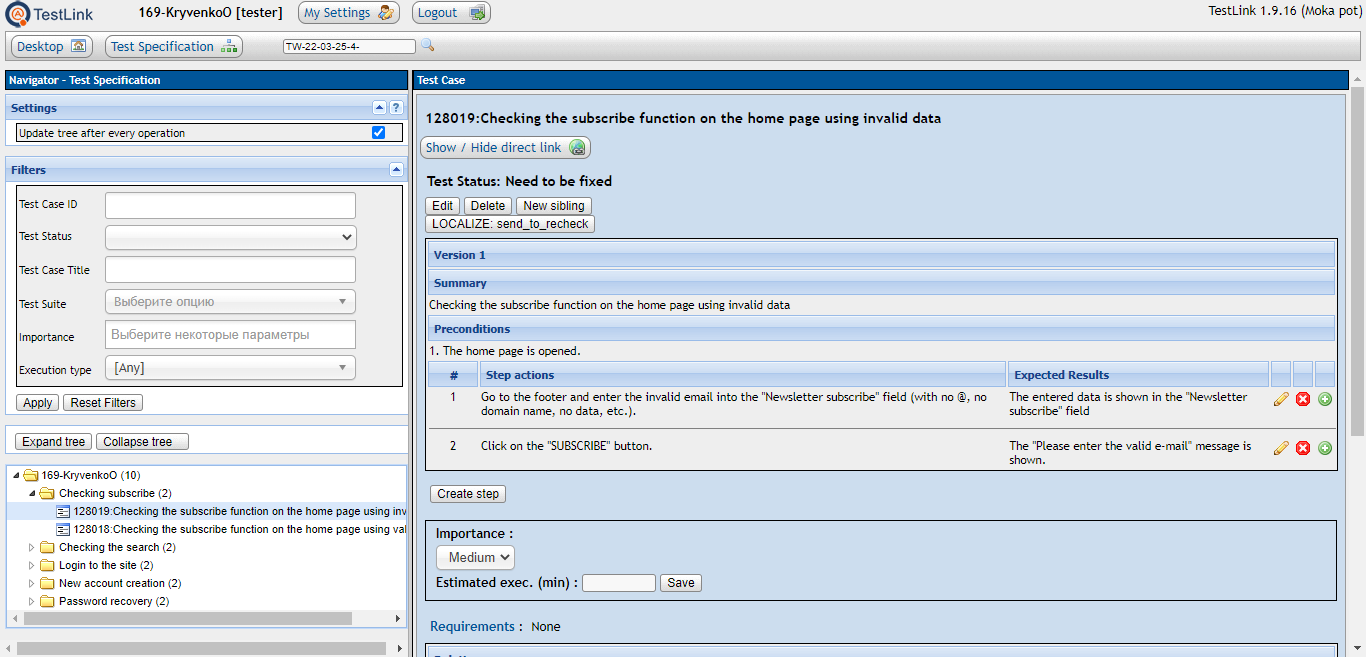 TestLink 169-KryvenkoO [tester] My Settings Logout TestLink 1.9.16 (Moka pot)
Desktop Test Specification TW-22-03-25-4-
Navigator - Test Specification
Settings ?
Update tree after every operation
Filters
Test Case ID
Test Status
Test Case Title
Test Suite Выберите опцию
Importance Выберите некоторые параметры
Execution type [Any]
Apply Reset Filters
Expand tree Collapse tree
169-KryvenkoO (10)
Checking subscribe (2)
128019:Checking the subscribe function on the home page using inv
128018:Checking the subscribe function on the home page using val
Checking the search (2)
Login to the site (2)
New account creation (2)
Password recovery (2)
Test Case
128019:Checking the subscribe function on the home page using invalid data
Show / Hide direct link
Test Status: Need to be fixed
Edit Delete New sibling
LOCALIZE: send_to_recheck
Version 1
Summary
Checking the subscribe function on the home page using invalid data
Preconditions
1. The home page is opened.
# Step actions Expected Results
1 Go to the footer and enter the invalid email into the "Newsletter subscribe" field (with no @, no
domain name, no data, etc.).
The entered data is shown in the "Newsletter
subscribe" field
2 Click on the "SUBSCRIBE" button.
The "Please enter the valid e-mail" message is
shown.
Create step
Importance :
Medium
Estimated exec. (min) : Save
Requirements : None